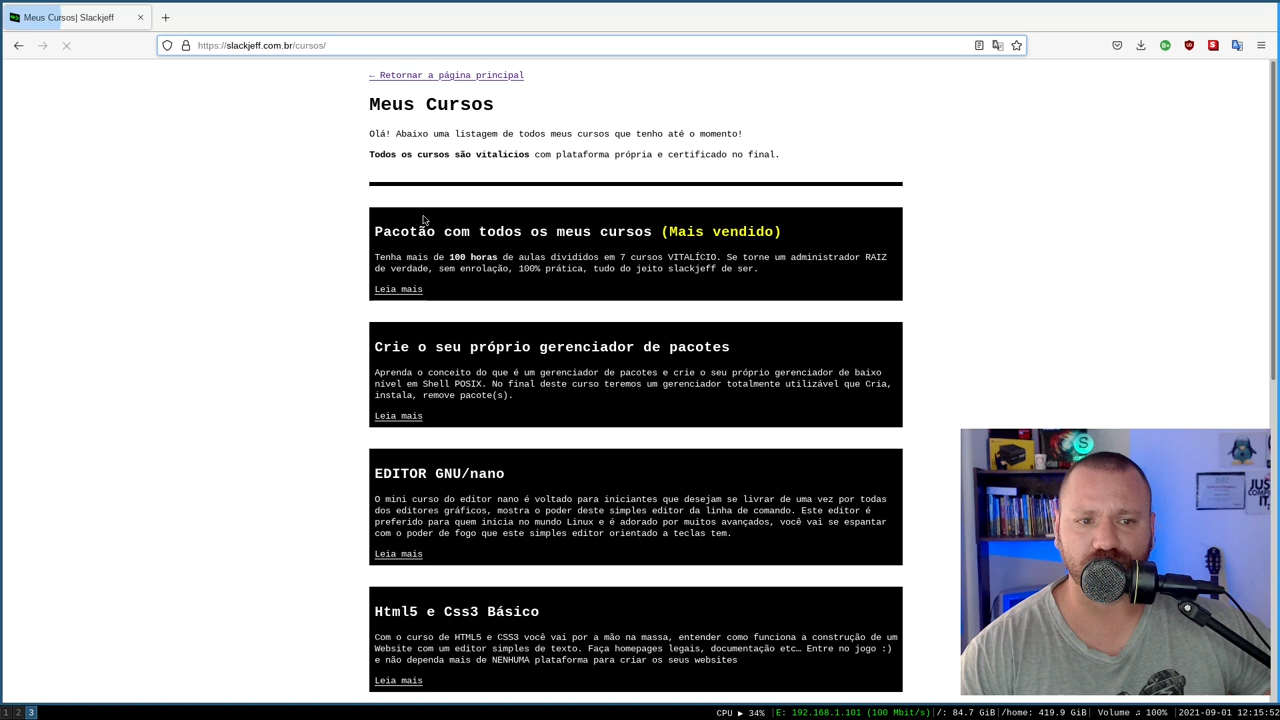 Meus Cursos| Slackjeff
https://slackjeff.com.br/cursos/
← Retornar a página principal
Meus Cursos
Olá! Abaixo uma listagem de todos meus cursos que tenho até o momento!
Todos os cursos são vitalicios com plataforma própria e certificado no final.
Pacotão com todos os meus cursos (Mais vendido)
Tenha mais de 100 horas de aulas divididos em 7 cursos VITALÍCIO. Se torne um administrador RAIZ
de verdade, sem enrolação, 100% prática, tudo do jeito slackjeff de ser.
Leia mais
Crie o seu próprio gerenciador de pacotes
Aprenda o conceito do que é um gerenciador de pacotes e crie o seu próprio gerenciador de baixo
nível em Shell POSIX. No final deste curso teremos um gerenciador totalmente utilizável que Cria,
instala, remove pacote(s).
Leia mais
EDITOR GNU/nano
O mini curso do editor nano é voltado para iniciantes que desejam se livrar de uma vez por todas
dos editores gráficos, mostra o poder deste simples editor da linha de comando. Este editor é
preferido para quem inicia no mundo Linux e é adorado por muitos avançados, você vai se espantar
com o poder de fogo que este simples editor orientado a teclas tem.
Leia mais
Html5 e Css3 Básico
Com o curso de HTML5 e CSS3 você vai por a mão na massa, entender como funciona a construção de um
Website com um editor simples de texto. Faça homepages legais, documentação etc… Entre no jogo :)
e não dependa mais de NENHUMA plataforma para criar os seus websites
Leia mais
1 2 3
CPU ▶ 34% E: 192.168.1.101 (100 Mbit/s) /: 84.7 GiB /home: 419.9 GiB Volume ♫ 100% 2021-09-01 12:15:52